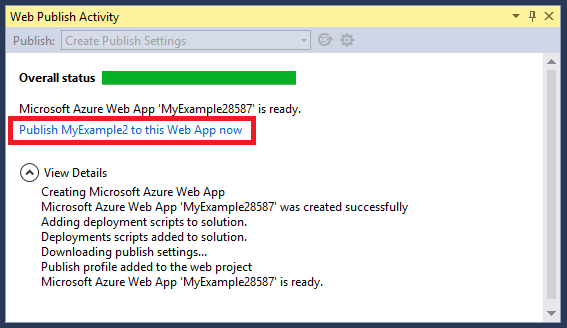 Web Publish Activity
Publish: Create Publish Settings
Overall status
Microsoft Azure Web App 'MyExample28587' is ready.
Publish MyExample2 to this Web App now
View Details
Creating Microsoft Azure Web App
Microsoft Azure Web App 'MyExample28587' was created successfully
Adding deployment scripts to solution.
Deployments scripts added to solution.
Downloading publish settings...
Publish profile added to the web project
Microsoft Azure Web App 'MyExample28587' is ready.